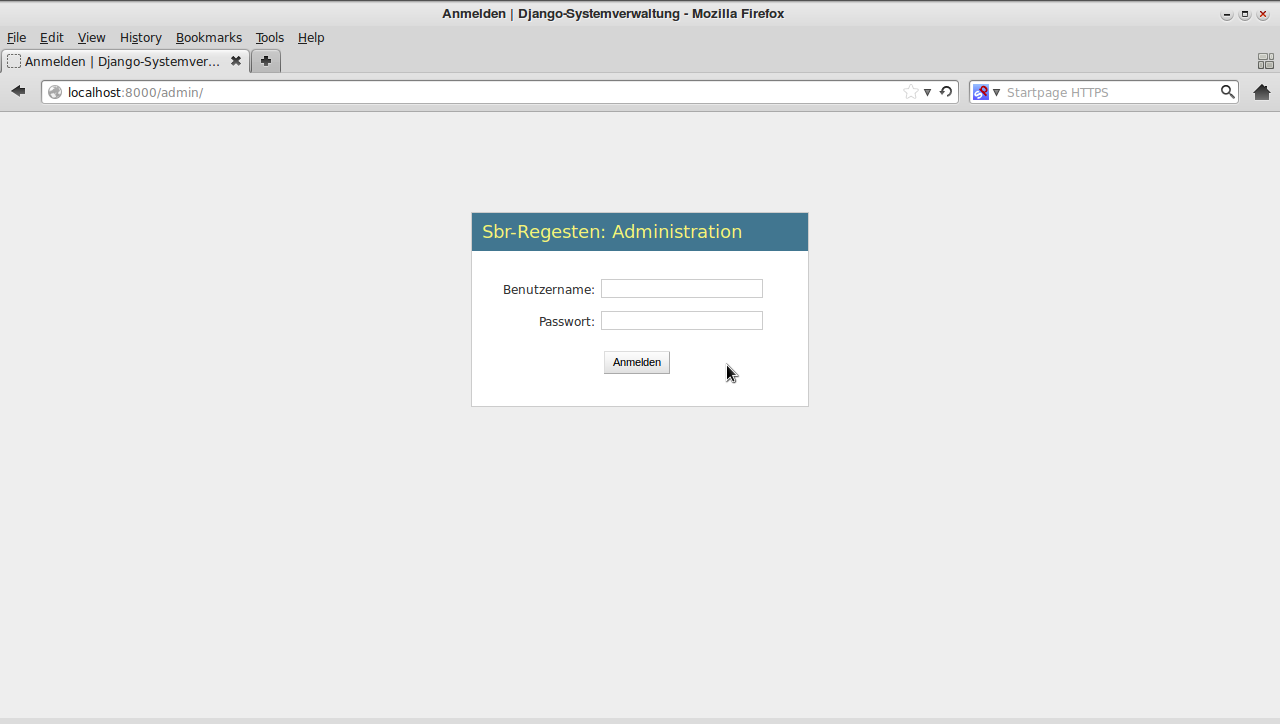 Anmelden | Django-Systemverwaltung - Mozilla Firefox
File Edit View History Bookmarks Tools Help
Anmelden | Django-Systemver...
localhost:8000/admin/
Startpage HTTPS
Sbr-Regesten: Administration
Benutzername:
Passwort:
Anmelden